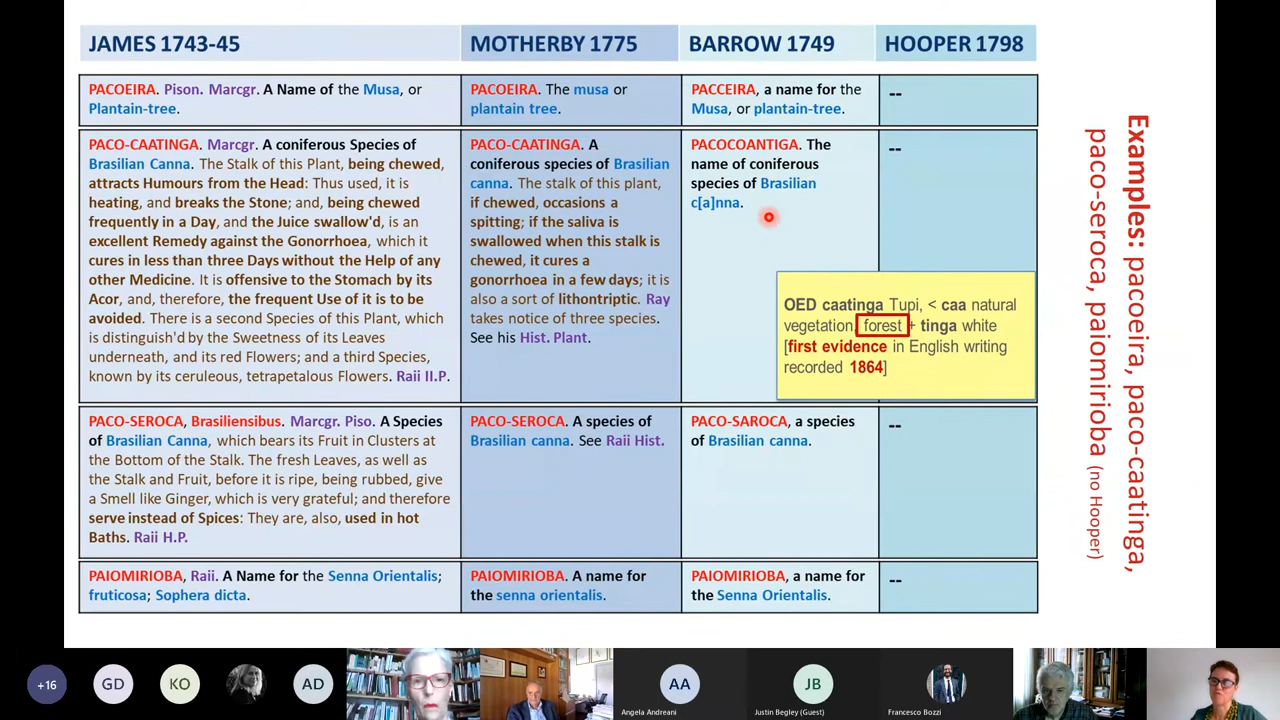 JAMES 1743-45
MOTHERBY 1775
BARROW 1749
HOOPER 1798
PACOEIRA. Pison. Marcgr. A Name of the Musa, or
Plantain-tree.
PACOEIRA. The musa or
plantain tree.
PACCEIRA, a name for the
Musa, or plantain-tree.
--
PACO-CAATINGA. Marcgr. A coniferous Species of
Brasilian Canna. The Stalk of this Plant, being chewed,
attracts Humours from the Head: Thus used, it is
heating, and breaks the Stone; and, being chewed
frequently in a Day, and the Juice swallow'd, is an
excellent Remedy against the Gonorrhoea, which it
cures in less than three Days without the Help of any
other Medicine. It is offensive to the Stomach by its
Acor, and, therefore, the frequent Use of it is to be
avoided. There is a second Species of this Plant, which
is distinguish'd by the Sweetness of its Leaves
underneath, and its red Flowers; and a third Species,
known by its ceruleous, tetrapetalous Flowers. Raii II.P.
PACO-CAATINGA. A
coniferous species of Brasilian
canna. The stalk of this plant,
if chewed, occasions a
spitting; if the saliva is
swallowed when this stalk is
chewed, it cures a
gonorrhoea in a few days; it is
also a sort of lithontriptic. Ray
takes notice of three species.
See his Hist. Plant.
PACOCOANTIGA. The
name of coniferous
species of Brasilian
c[a]nna.
--
OED caatinga Tupi, < caa natural
vegetation, forest + tinga white
[first evidence in English writing
recorded 1864]
PACO-SEROCA, Brasiliensibus. Marcgr. Piso. A Species
of Brasilian Canna, which bears its Fruit in Clusters at
the Bottom of the Stalk. The fresh Leaves, as well as
the Stalk and Fruit, before it is ripe, being rubbed, give
a Smell like Ginger, which is very grateful; and therefore
serve instead of Spices: They are, also, used in hot
Baths. Raii H.P.
PACO-SEROCA. A species of
Brasilian canna. See Raii Hist.
PACO-SAROCA, a species
of Brasilian canna.
--
PAIOMIRIOBA, Raii. A Name for the Senna Orientalis;
fruticosa; Sophera dicta.
PAIOMIRIOBA. A name for
the senna orientalis.
PAIOMIRIOBA, a name for
the Senna Orientalis.
--
Examples: pacoeira, paco-caatinga,
paco-seroca, paiomirioba (no Hooper)
+16
GD
KO
AD
AA
Angela Andreani
JB
Justin Begley (Guest)
Francesco Bozzi